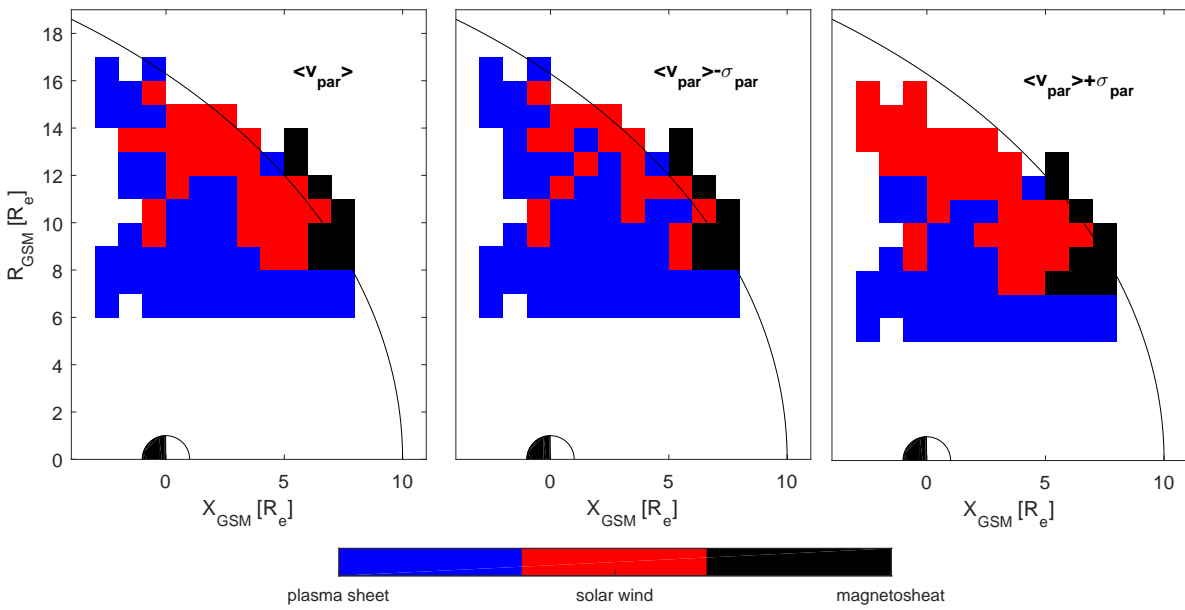 <v_par>
<v_par>-σ_par
<v_par>+σ_par
R_GSM [R_e]
18
16
14
12
10
8
6
4
2
0
0 5 10
0 5 10
0 5 10
X_GSM [R_e]
X_GSM [R_e]
X_GSM [R_e]
plasma sheet solar wind magnetosheat